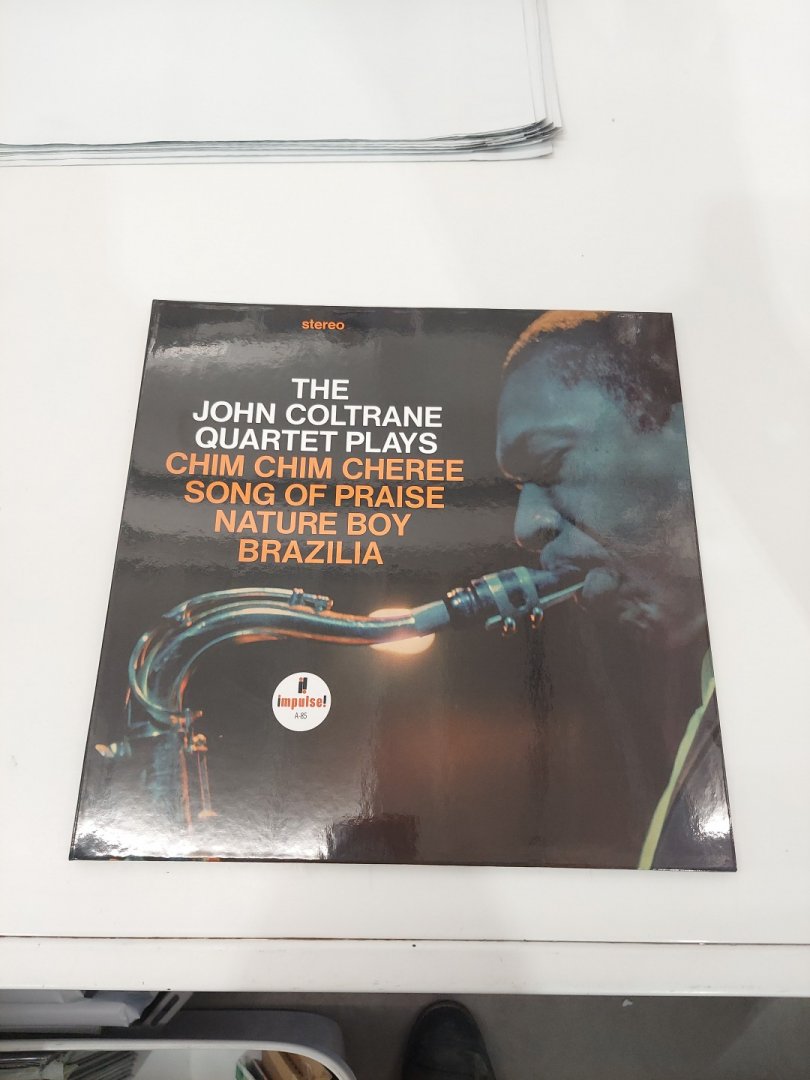 stereo
THE
JOHN COLTRANE
QUARTET PLAYS
CHIM CHIM CHEREE
SONG OF PRAISE
NATURE BOY
BRAZILIA
impulse!
A-85